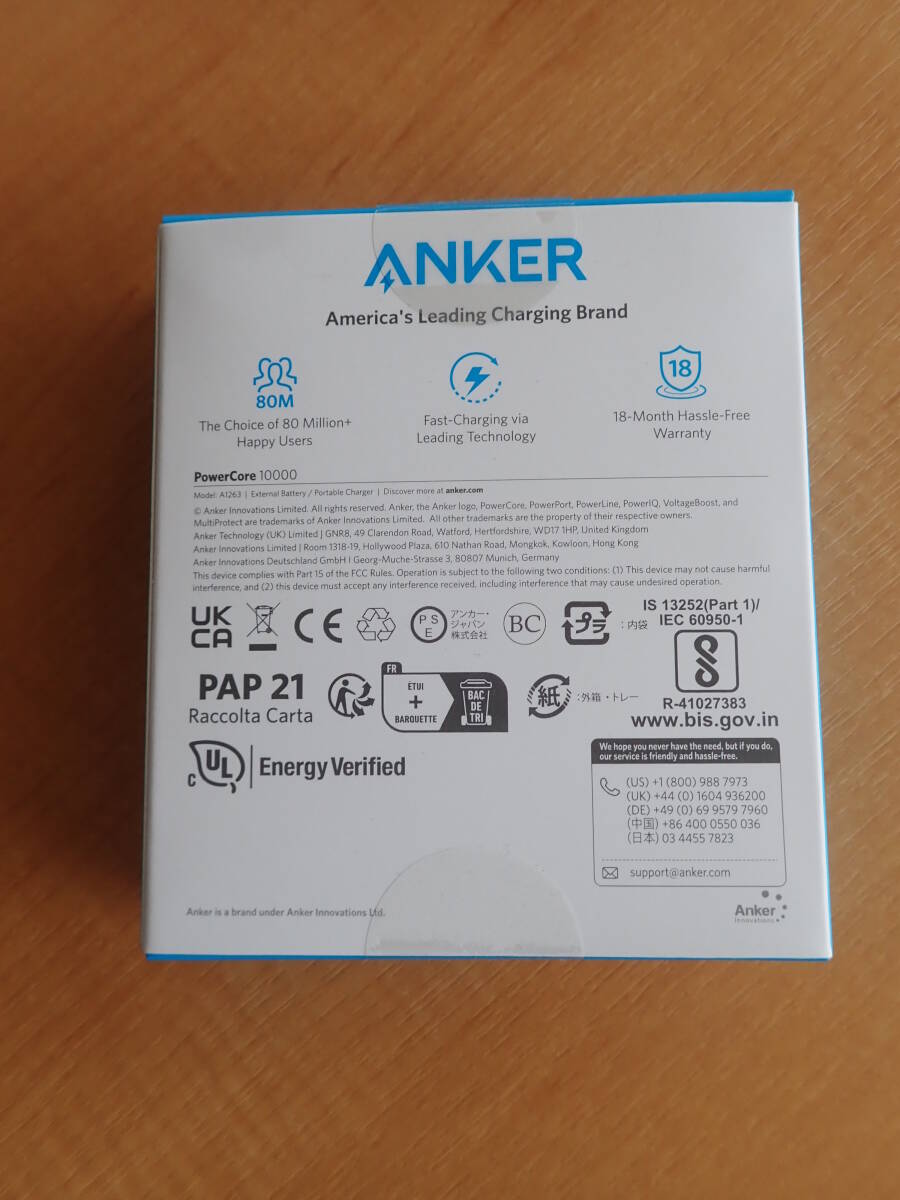 ANKER
America's Leading Charging Brand
80M
The Choice of 80 Million+
Happy Users
Fast-Charging via
Leading Technology
18
18-Month Hassle-Free
Warranty
PowerCore 10000
Model: A1263 | External Battery / Portable Charger | Discover more at anker.com
© Anker Innovations Limited. All rights reserved. Anker, the Anker logo, PowerCore, PowerPort, PowerLine, PowerIQ, VoltageBoost, and
MultiProtect are trademarks of Anker Innovations Limited. All other trademarks are the property of their respective owners.
Anker Technology (UK) Limited | GNR8, 49 Clarendon Road, Watford, Hertfordshire, WD17 1HP, United Kingdom
Anker Innovations Limited | Room 1318-19, Hollywood Plaza, 610 Nathan Road, Mongkok, Kowloon, Hong Kong
Anker Innovations Deutschland GmbH | Georg-Muche-Strasse 3, 80807 Munich, Germany
This device complies with Part 15 of the FCC Rules. Operation is subject to the following two conditions: (1) This device may not cause harmful
interference, and (2) this device must accept any interference received, including interference that may cause undesired operation.
UK
CA
CE
PS
E
アンカー・
ジャパン
株式会社
BC
プラ
:内袋
IS 13252(Part 1)/
IEC 60950-1
R-41027383
www.bis.gov.in
PAP 21
Raccolta Carta
FR
ÉTUI
+
BARQUETTE
BAC
DE
TRI
紙
:外箱・トレー
C UL Energy Verified
We hope you never have the need, but if you do,
our service is friendly and hassle-free.
(US) +1 (800) 988 7973
(UK) +44 (0) 1604 936200
(DE) +49 (0) 69 9579 7960
(中国) +86 400 0550 036
(日本) 03 4455 7823
support@anker.com
Anker is a brand under Anker Innovations Ltd.
Anker
Innovations